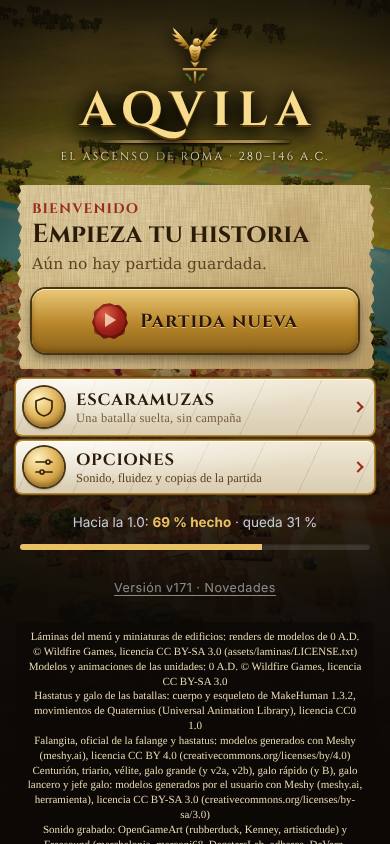 AQVILA
EL ASCENSO DE ROMA · 280–146 A.C.
BIENVENIDO
EMPIEZA TU HISTORIA
Aún no hay partida guardada.
PARTIDA NUEVA
ESCARAMUZAS
Una batalla suelta, sin campaña
OPCIONES
Sonido, fluidez y copias de la partida
Hacia la 1.0: 69 % hecho · queda 31 %
Versión v171 · Novedades
Láminas del menú y miniaturas de edificios: renders de modelos de 0 A.D.
© Wildfire Games, licencia CC BY-SA 3.0 (assets/laminas/LICENSE.txt)
Modelos y animaciones de las unidades: 0 A.D. © Wildfire Games, licencia
CC BY-SA 3.0
Hastatus y galo de las batallas: cuerpo y esqueleto de MakeHuman 1.3.2,
movimientos de Quaternius (Universal Animation Library), licencia CC0
1.0
Falangita, oficial de la falange y hastatus: modelos generados con Meshy
(meshy.ai), licencia CC BY 4.0 (creativecommons.org/licenses/by/4.0)
Centurión, triario, vélite, galo grande (y v2a, v2b), galo rápido (y B), galo
lancero y jefe galo: modelos generados por el usuario con Meshy (meshy.ai,
herramienta), licencia CC BY-SA 3.0 (creativecommons.org/licenses/by-
sa/3.0)
Sonido grabado: OpenGameArt (rubberduck, Kenney, artisticdude) y